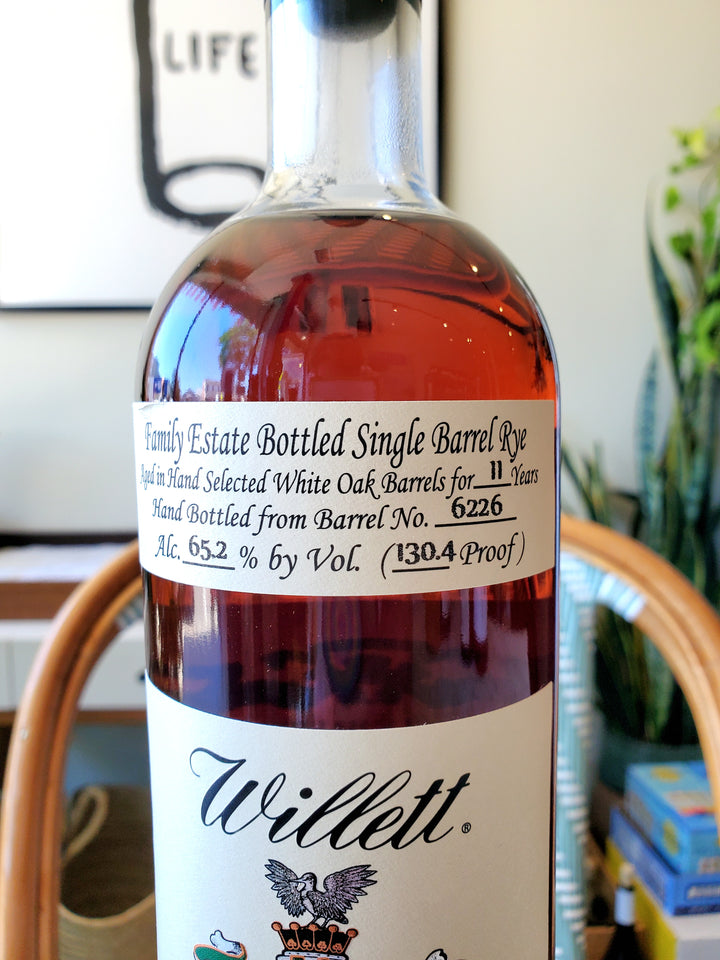 LIFE
Family Estate Bottled Single Barrel Rye
Aged in Hand Selected White Oak Barrels for 11 Years
Hand Bottled from Barrel No. 6226
Alc. 65.2 % by Vol. (130.4 Proof)
Willett®